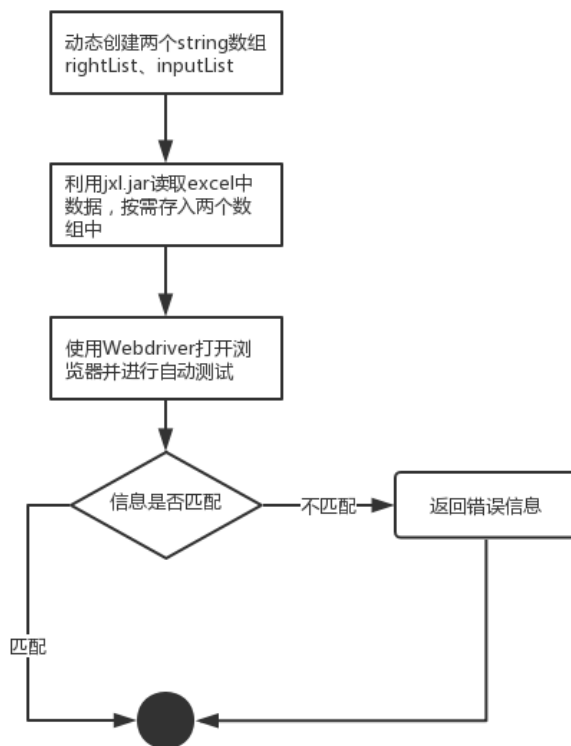 动态创建两个string数组
rightList、inputList
利用jxl.jar读取excel中
数据，按需存入两个数
组中
使用Webdriver打开浏
览器并进行自动测试
信息是否匹配
不匹配
返回错误信息
匹配